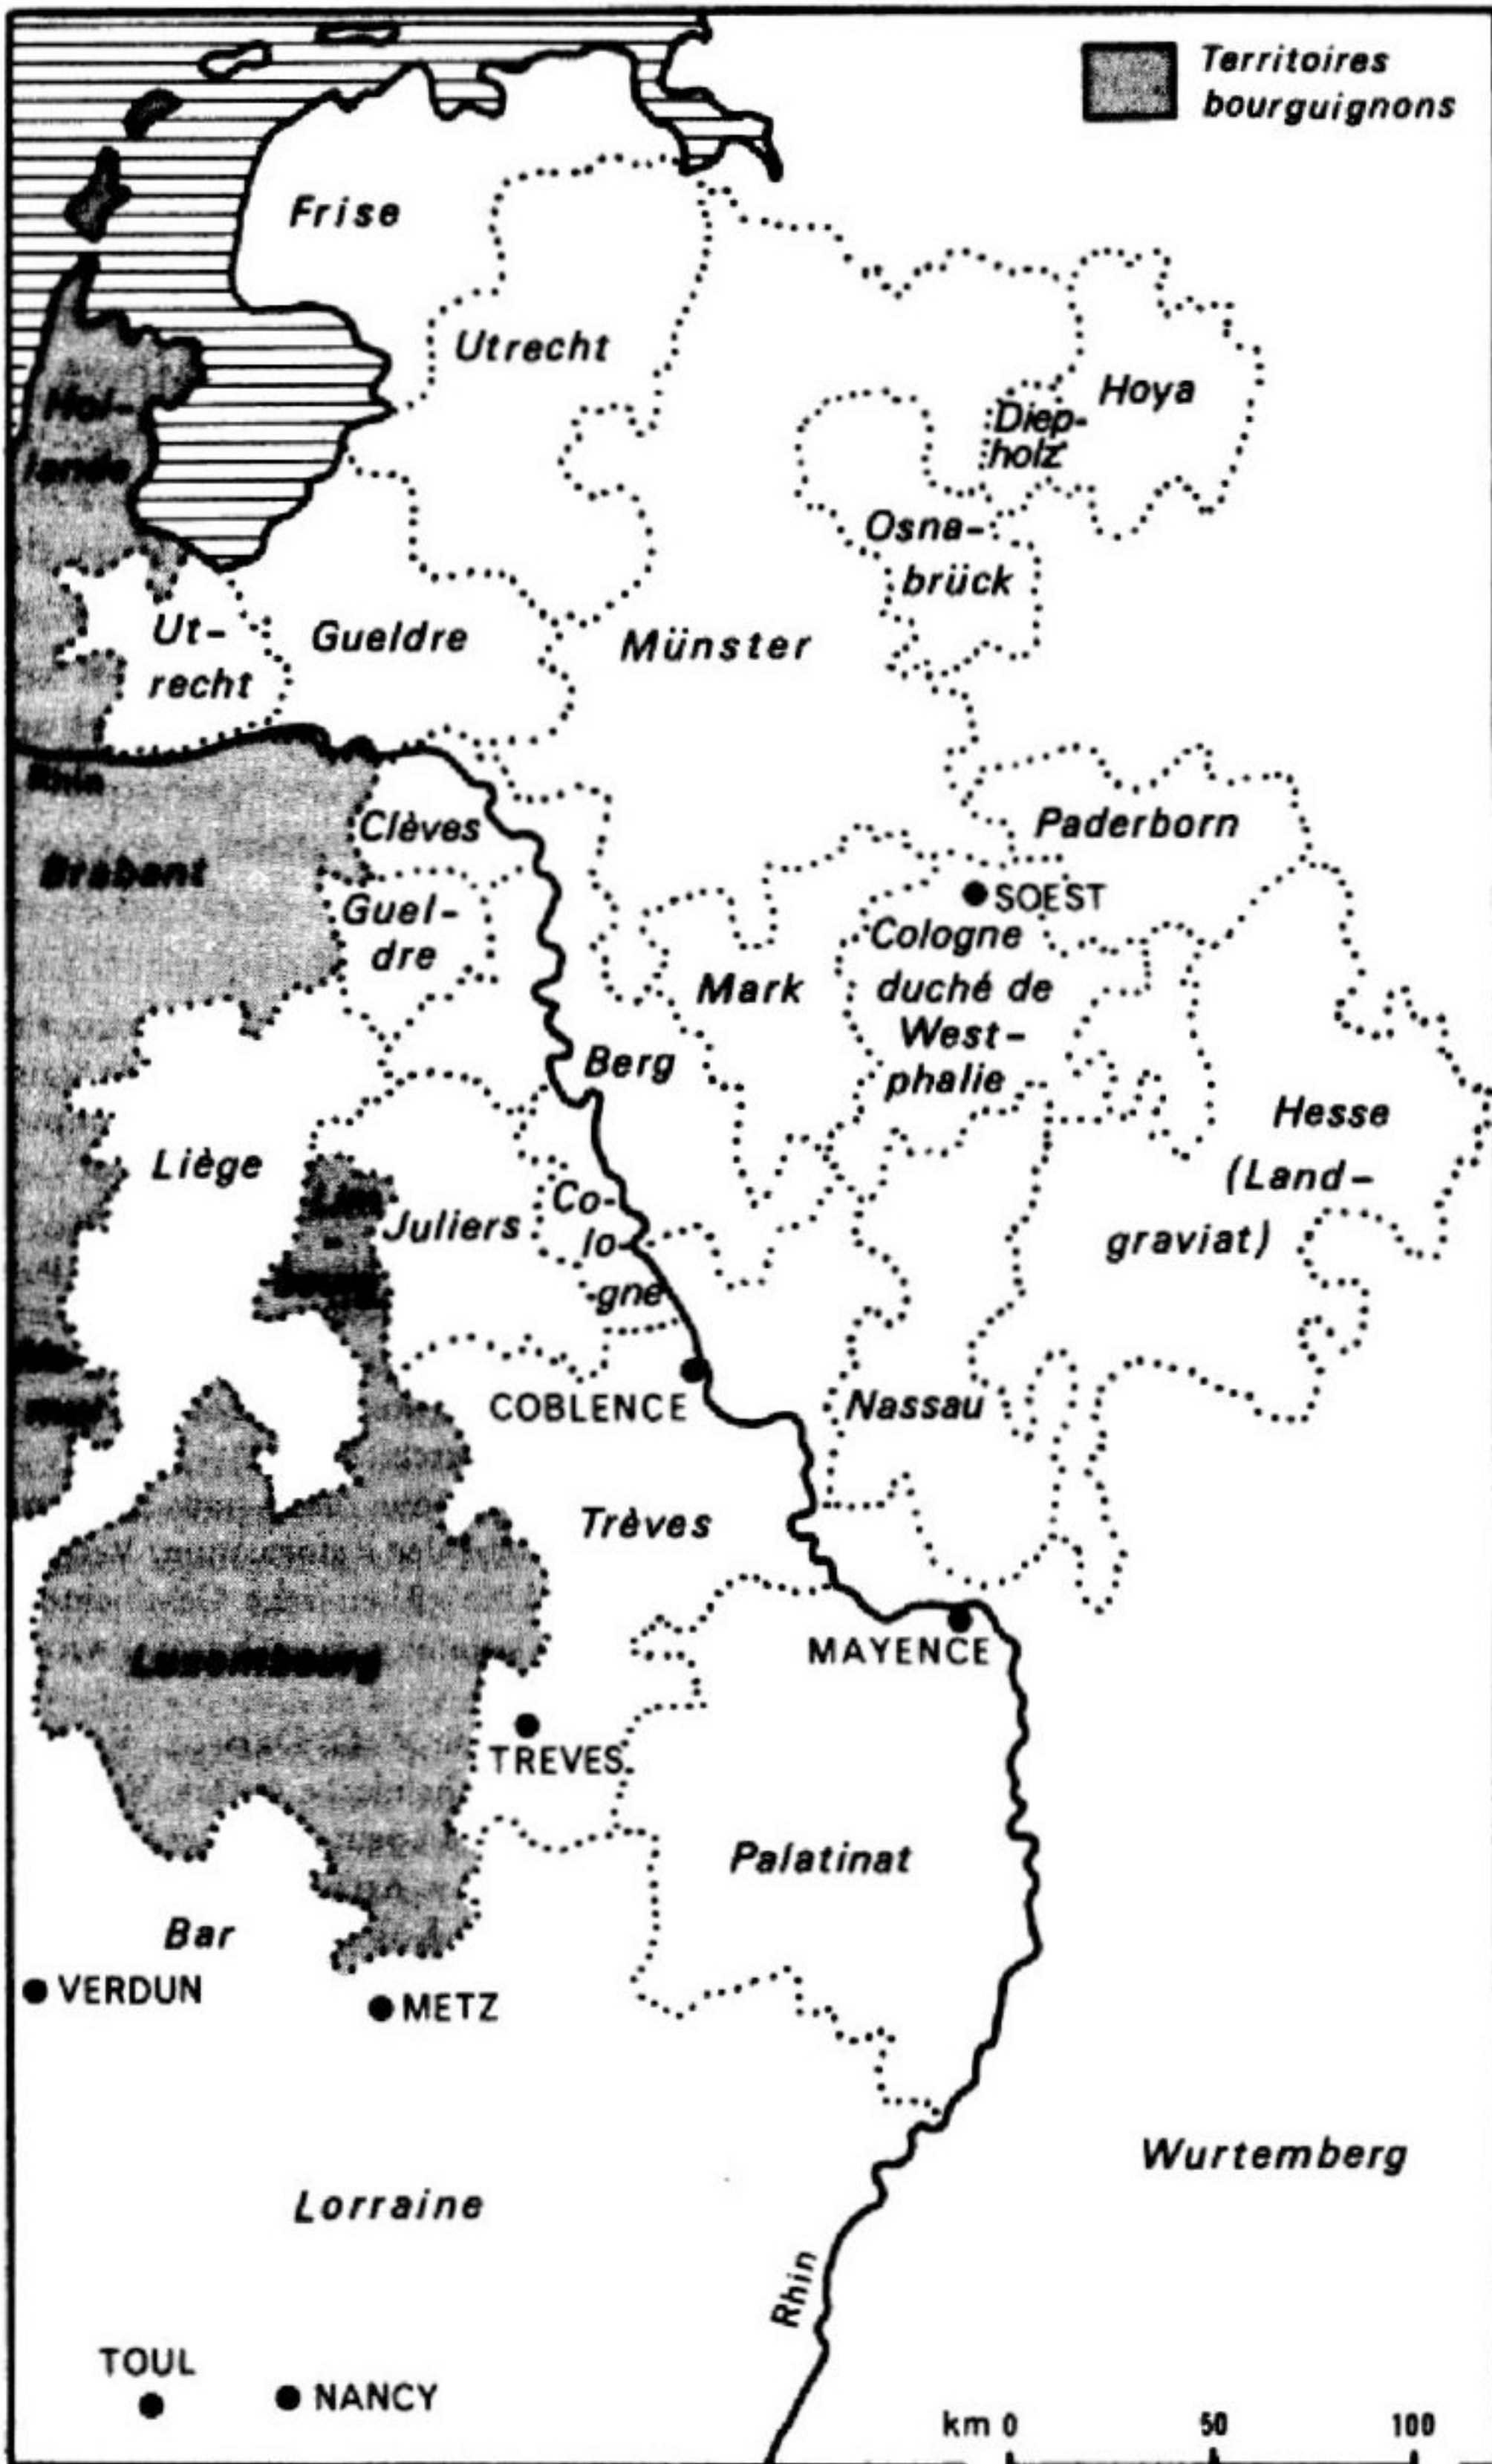 Territoires
bourguignons
Frise
Utrecht
Hol-
lande
Hoya
Diep-
holz
Osna-
brück
Ut-
recht
Gueldre
Münster
Rhin
Clèves
Paderborn
Brabant
Guel-
dre
SOEST
Cologne
duché de
West-
phalie
Mark
Berg
Hesse
(Land-
graviat)
Liège
Juliers
Co-
lo-
gne
COBLENCE
Nassau
Trèves
Luxembourg
MAYENCE
TREVES
Palatinat
Bar
VERDUN
METZ
Wurtemberg
Lorraine
Rhin
TOUL
NANCY
km 0 50 100